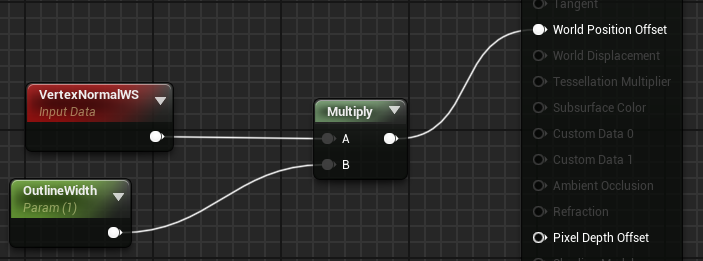 Tangent
World Position Offset
World Displacement
Tessellation Multiplier
Subsurface Color
Custom Data 0
Custom Data 1
Ambient Occlusion
Refraction
Pixel Depth Offset
VertexNormalWS
Input Data
Multiply
A
B
OutlineWidth
Param (1)